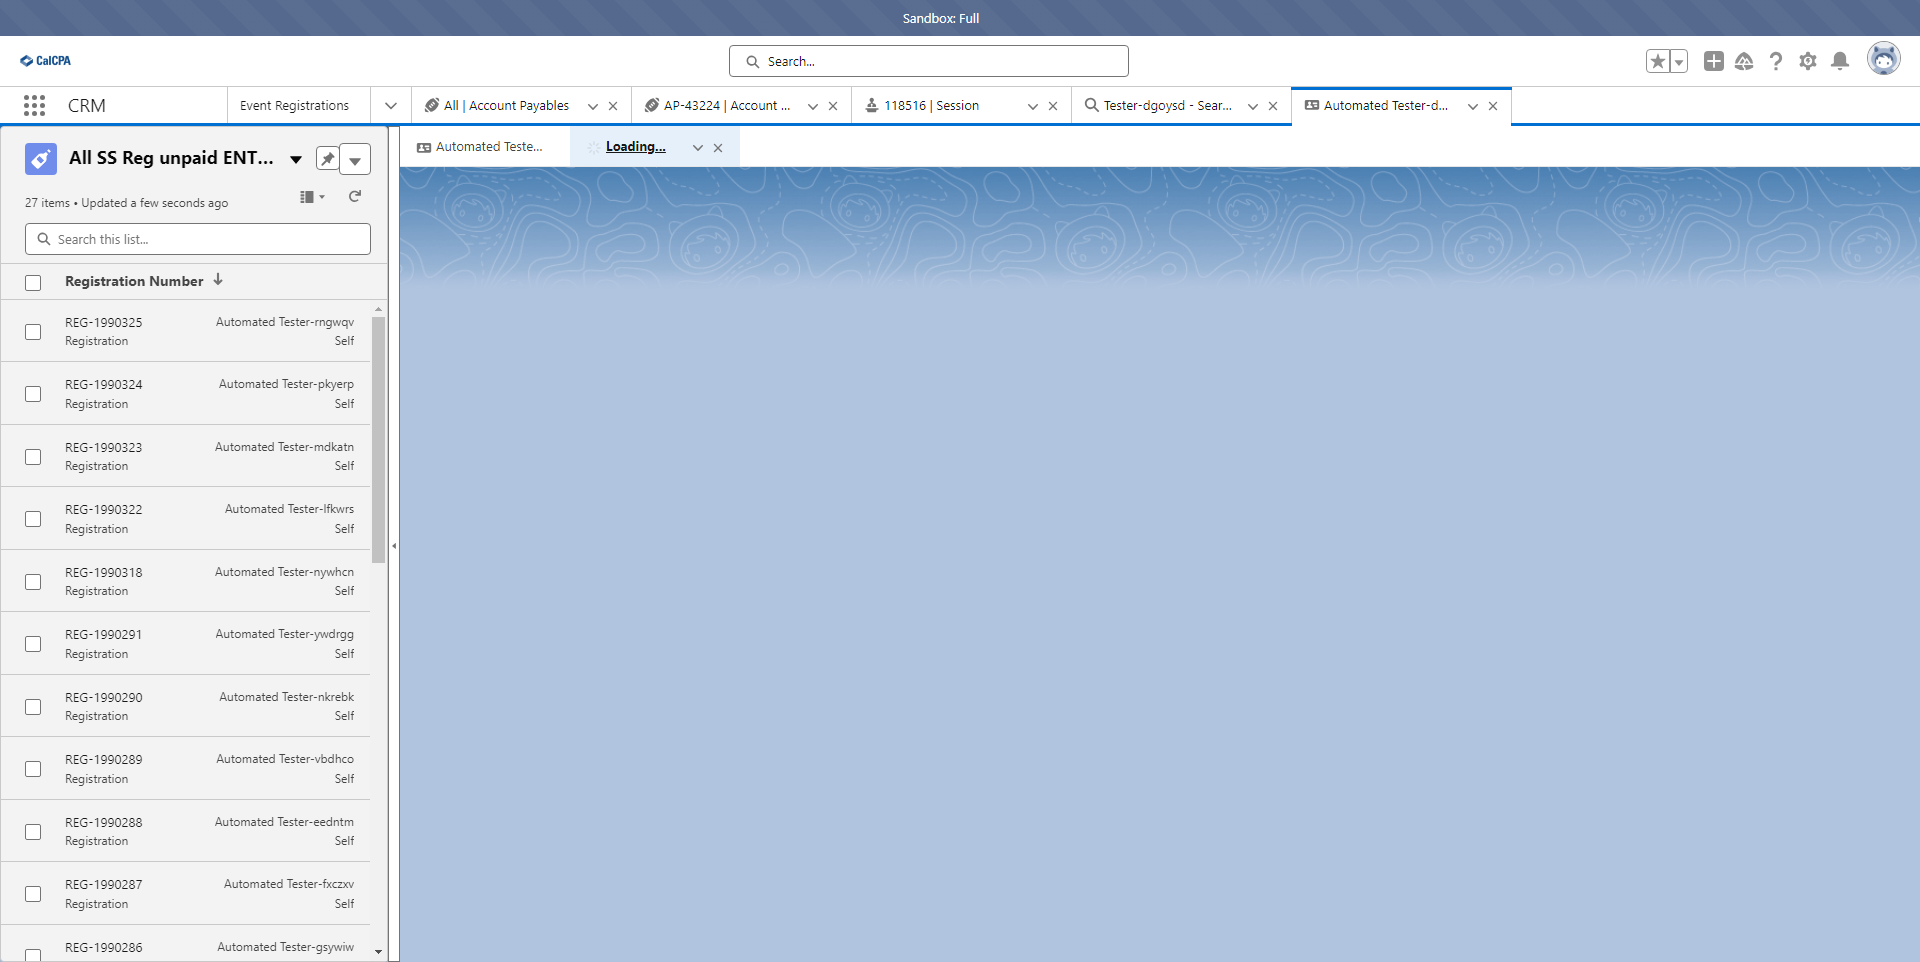 Sandbox: Full
CalCPA
Search...
CRM
Event Registrations
All | Account Payables
AP-43224 | Account ...
118516 | Session
Tester-dgoysd - Sear...
Automated Tester-d...
All SS Reg unpaid ENT...
27 items • Updated a few seconds ago
Search this list...
Registration Number
REG-1990325 Automated Tester-rngwqv
Registration Self
REG-1990324 Automated Tester-pkyerp
Registration Self
REG-1990323 Automated Tester-mdkatn
Registration Self
REG-1990322 Automated Tester-lfkwrs
Registration Self
REG-1990318 Automated Tester-nywhcn
Registration Self
REG-1990291 Automated Tester-ywdrgg
Registration Self
REG-1990290 Automated Tester-nkrebk
Registration Self
REG-1990289 Automated Tester-vbdhco
Registration Self
REG-1990288 Automated Tester-eedntm
Registration Self
REG-1990287 Automated Tester-fxczxv
Registration Self
REG-1990286 Automated Tester-gsywiw
Automated Teste...
Loading...